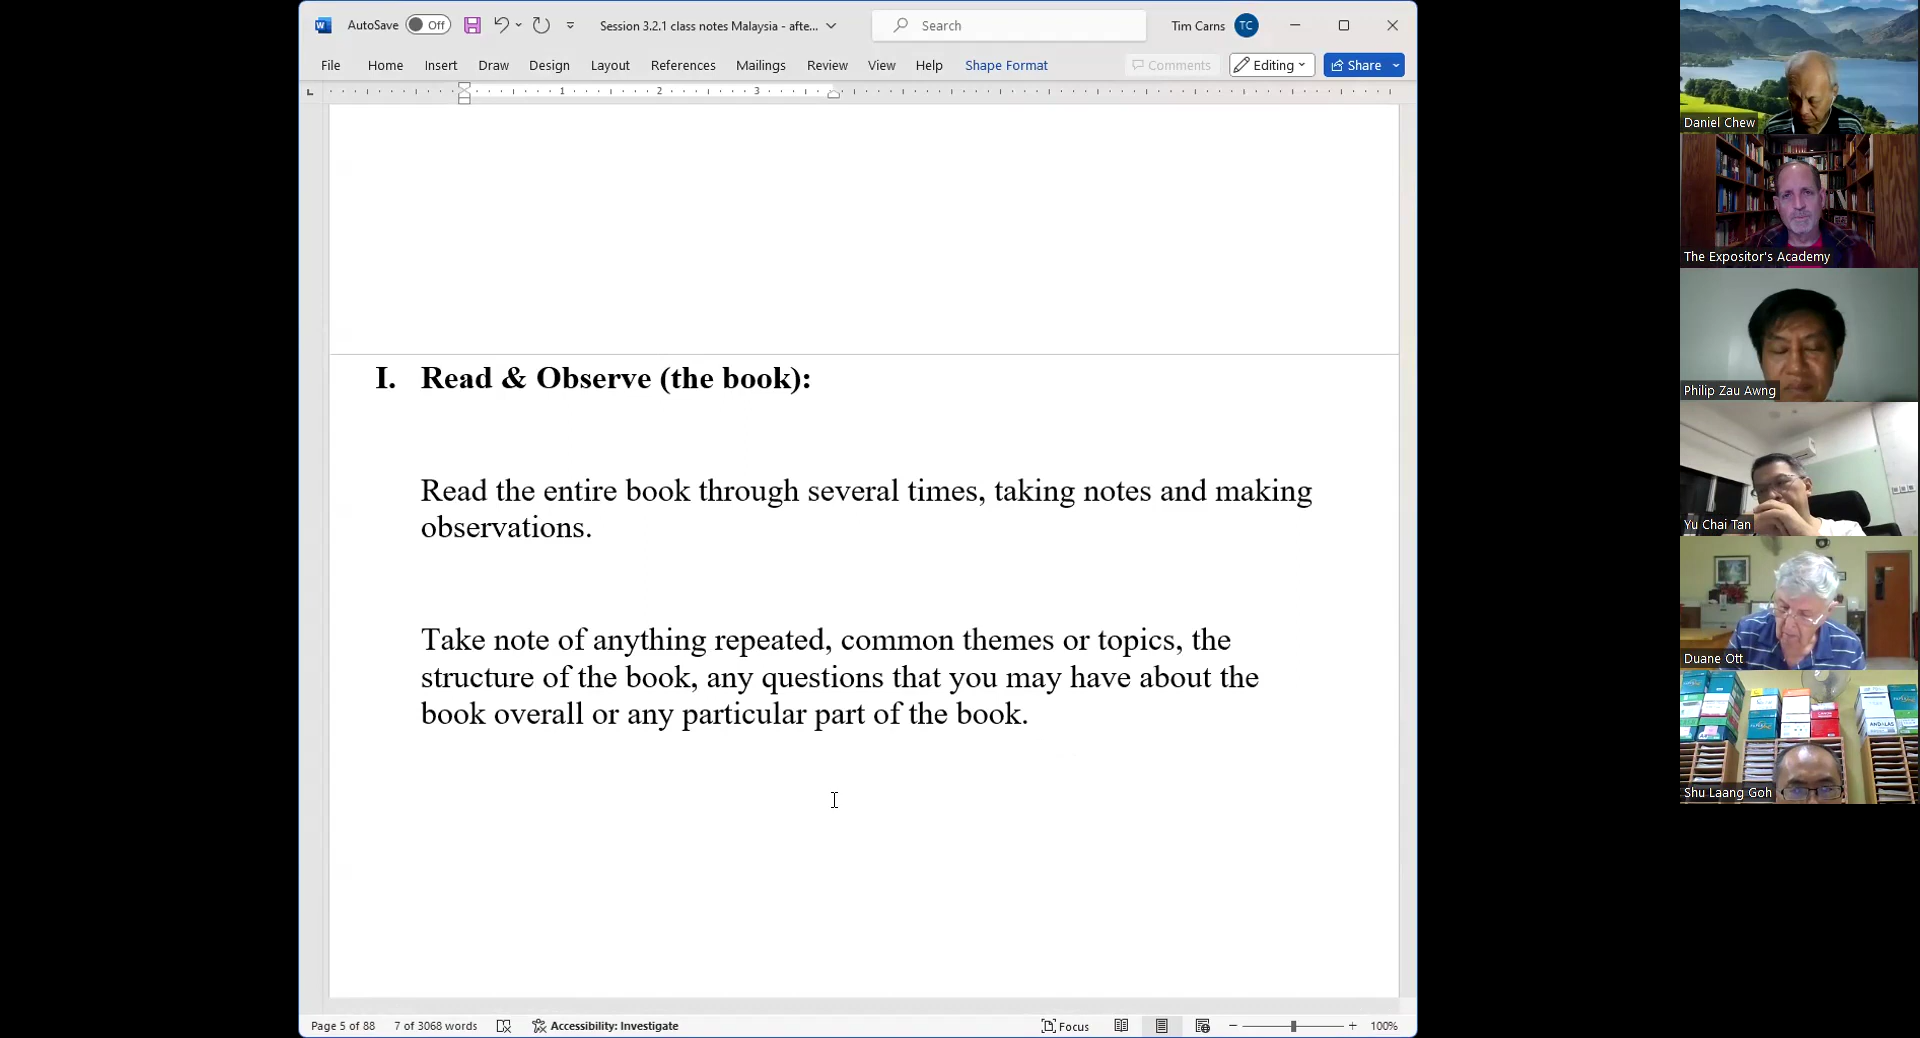 AutoSave Off
Session 3.2.1 class notes Malaysia - afte...
Search
Tim Carns TC
File Home Insert Draw Design Layout References Mailings Review View Help Shape Format
Comments Editing Share
1 2 3
I. Read & Observe (the book):
Read the entire book through several times, taking notes and making
observations.
Take note of anything repeated, common themes or topics, the
structure of the book, any questions that you may have about the
book overall or any particular part of the book.
Page 5 of 88 7 of 3068 words Accessibility: Investigate Focus 100%
Daniel Chew
The Expositor's Academy
Philip Zau Awng
Yu Chai Tan
Duane Ott
Shu Laang Goh